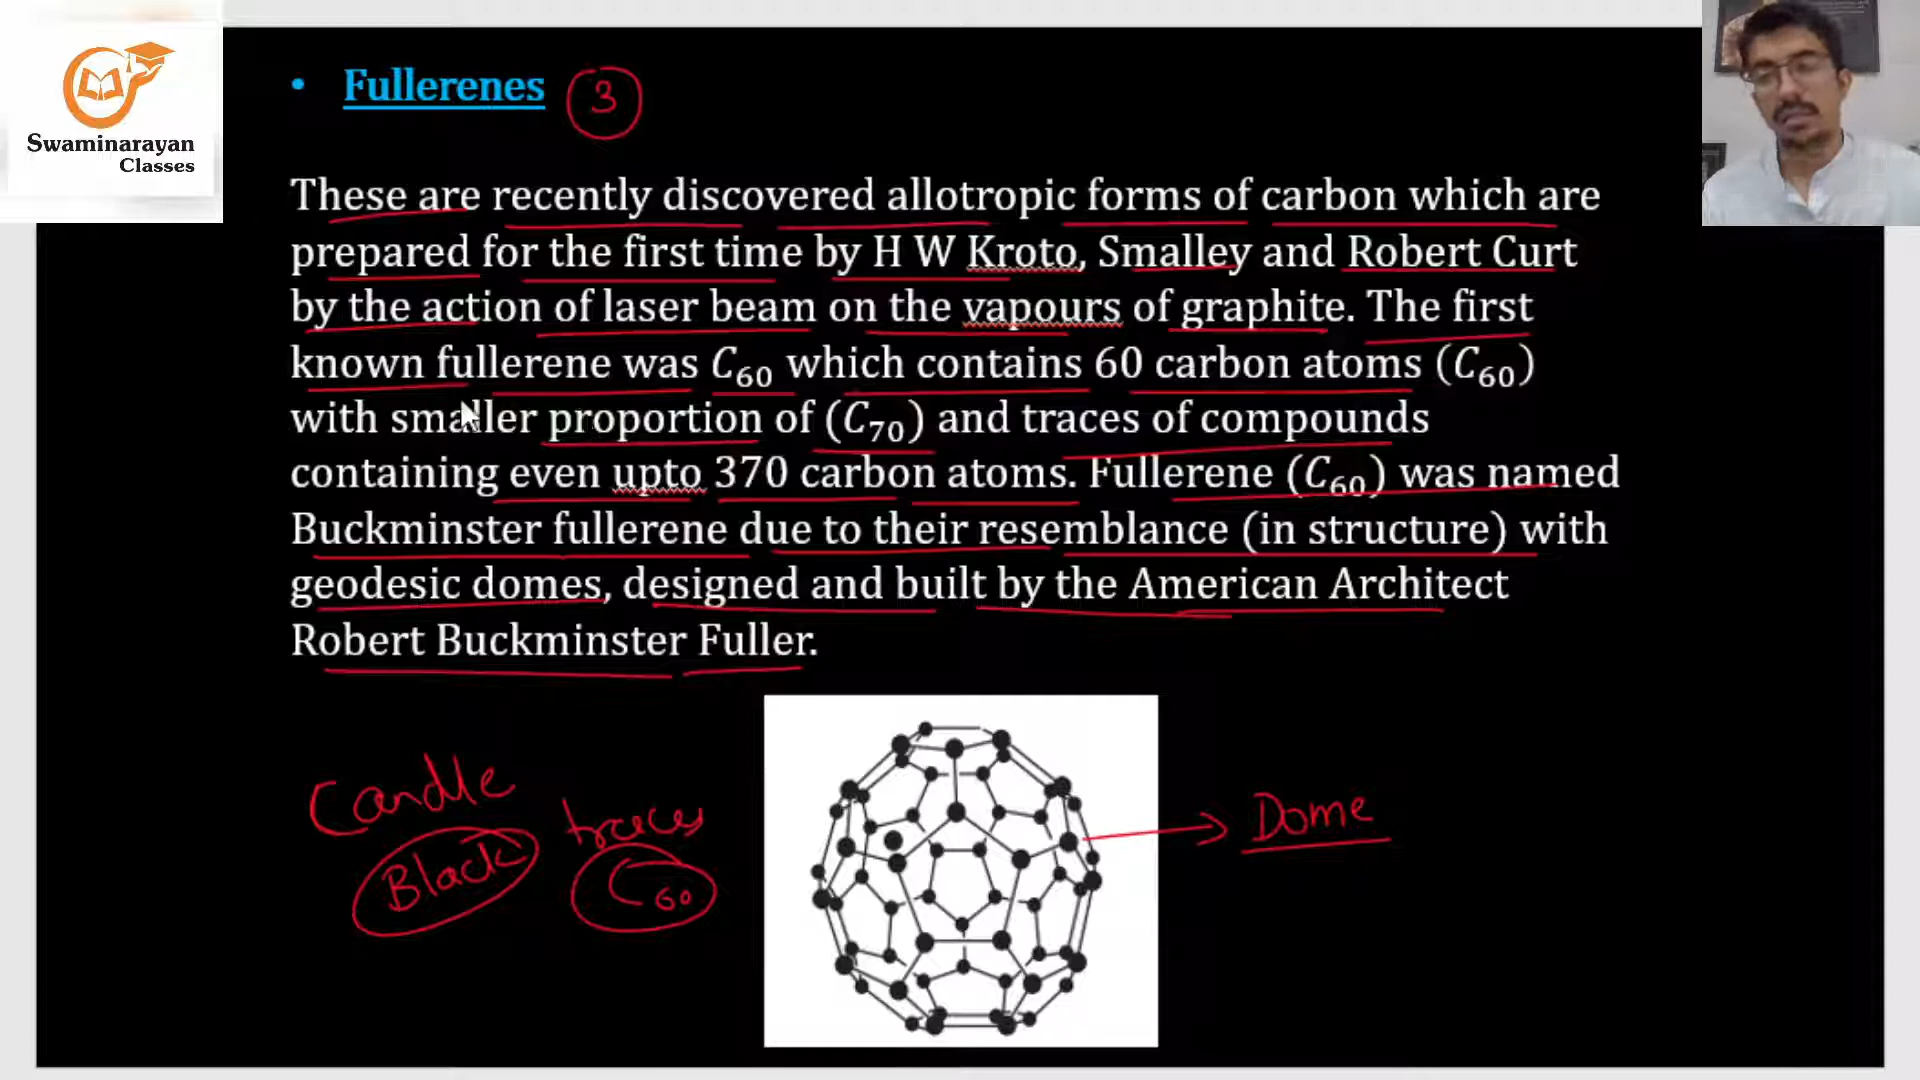 Swaminarayan
Classes
• Fullerenes 3
These are recently discovered allotropic forms of carbon which are
prepared for the first time by H W Kroto, Smalley and Robert Curt
by the action of laser beam on the vapours of graphite. The first
known fullerene was C₆₀ which contains 60 carbon atoms (C₆₀)
with smaller proportion of (C₇₀) and traces of compounds
containing even upto 370 carbon atoms. Fullerene (C₆₀) was named
Buckminster fullerene due to their resemblance (in structure) with
geodesic domes, designed and built by the American Architect
Robert Buckminster Fuller.
Candle
Black
traces
C₆₀
Dome